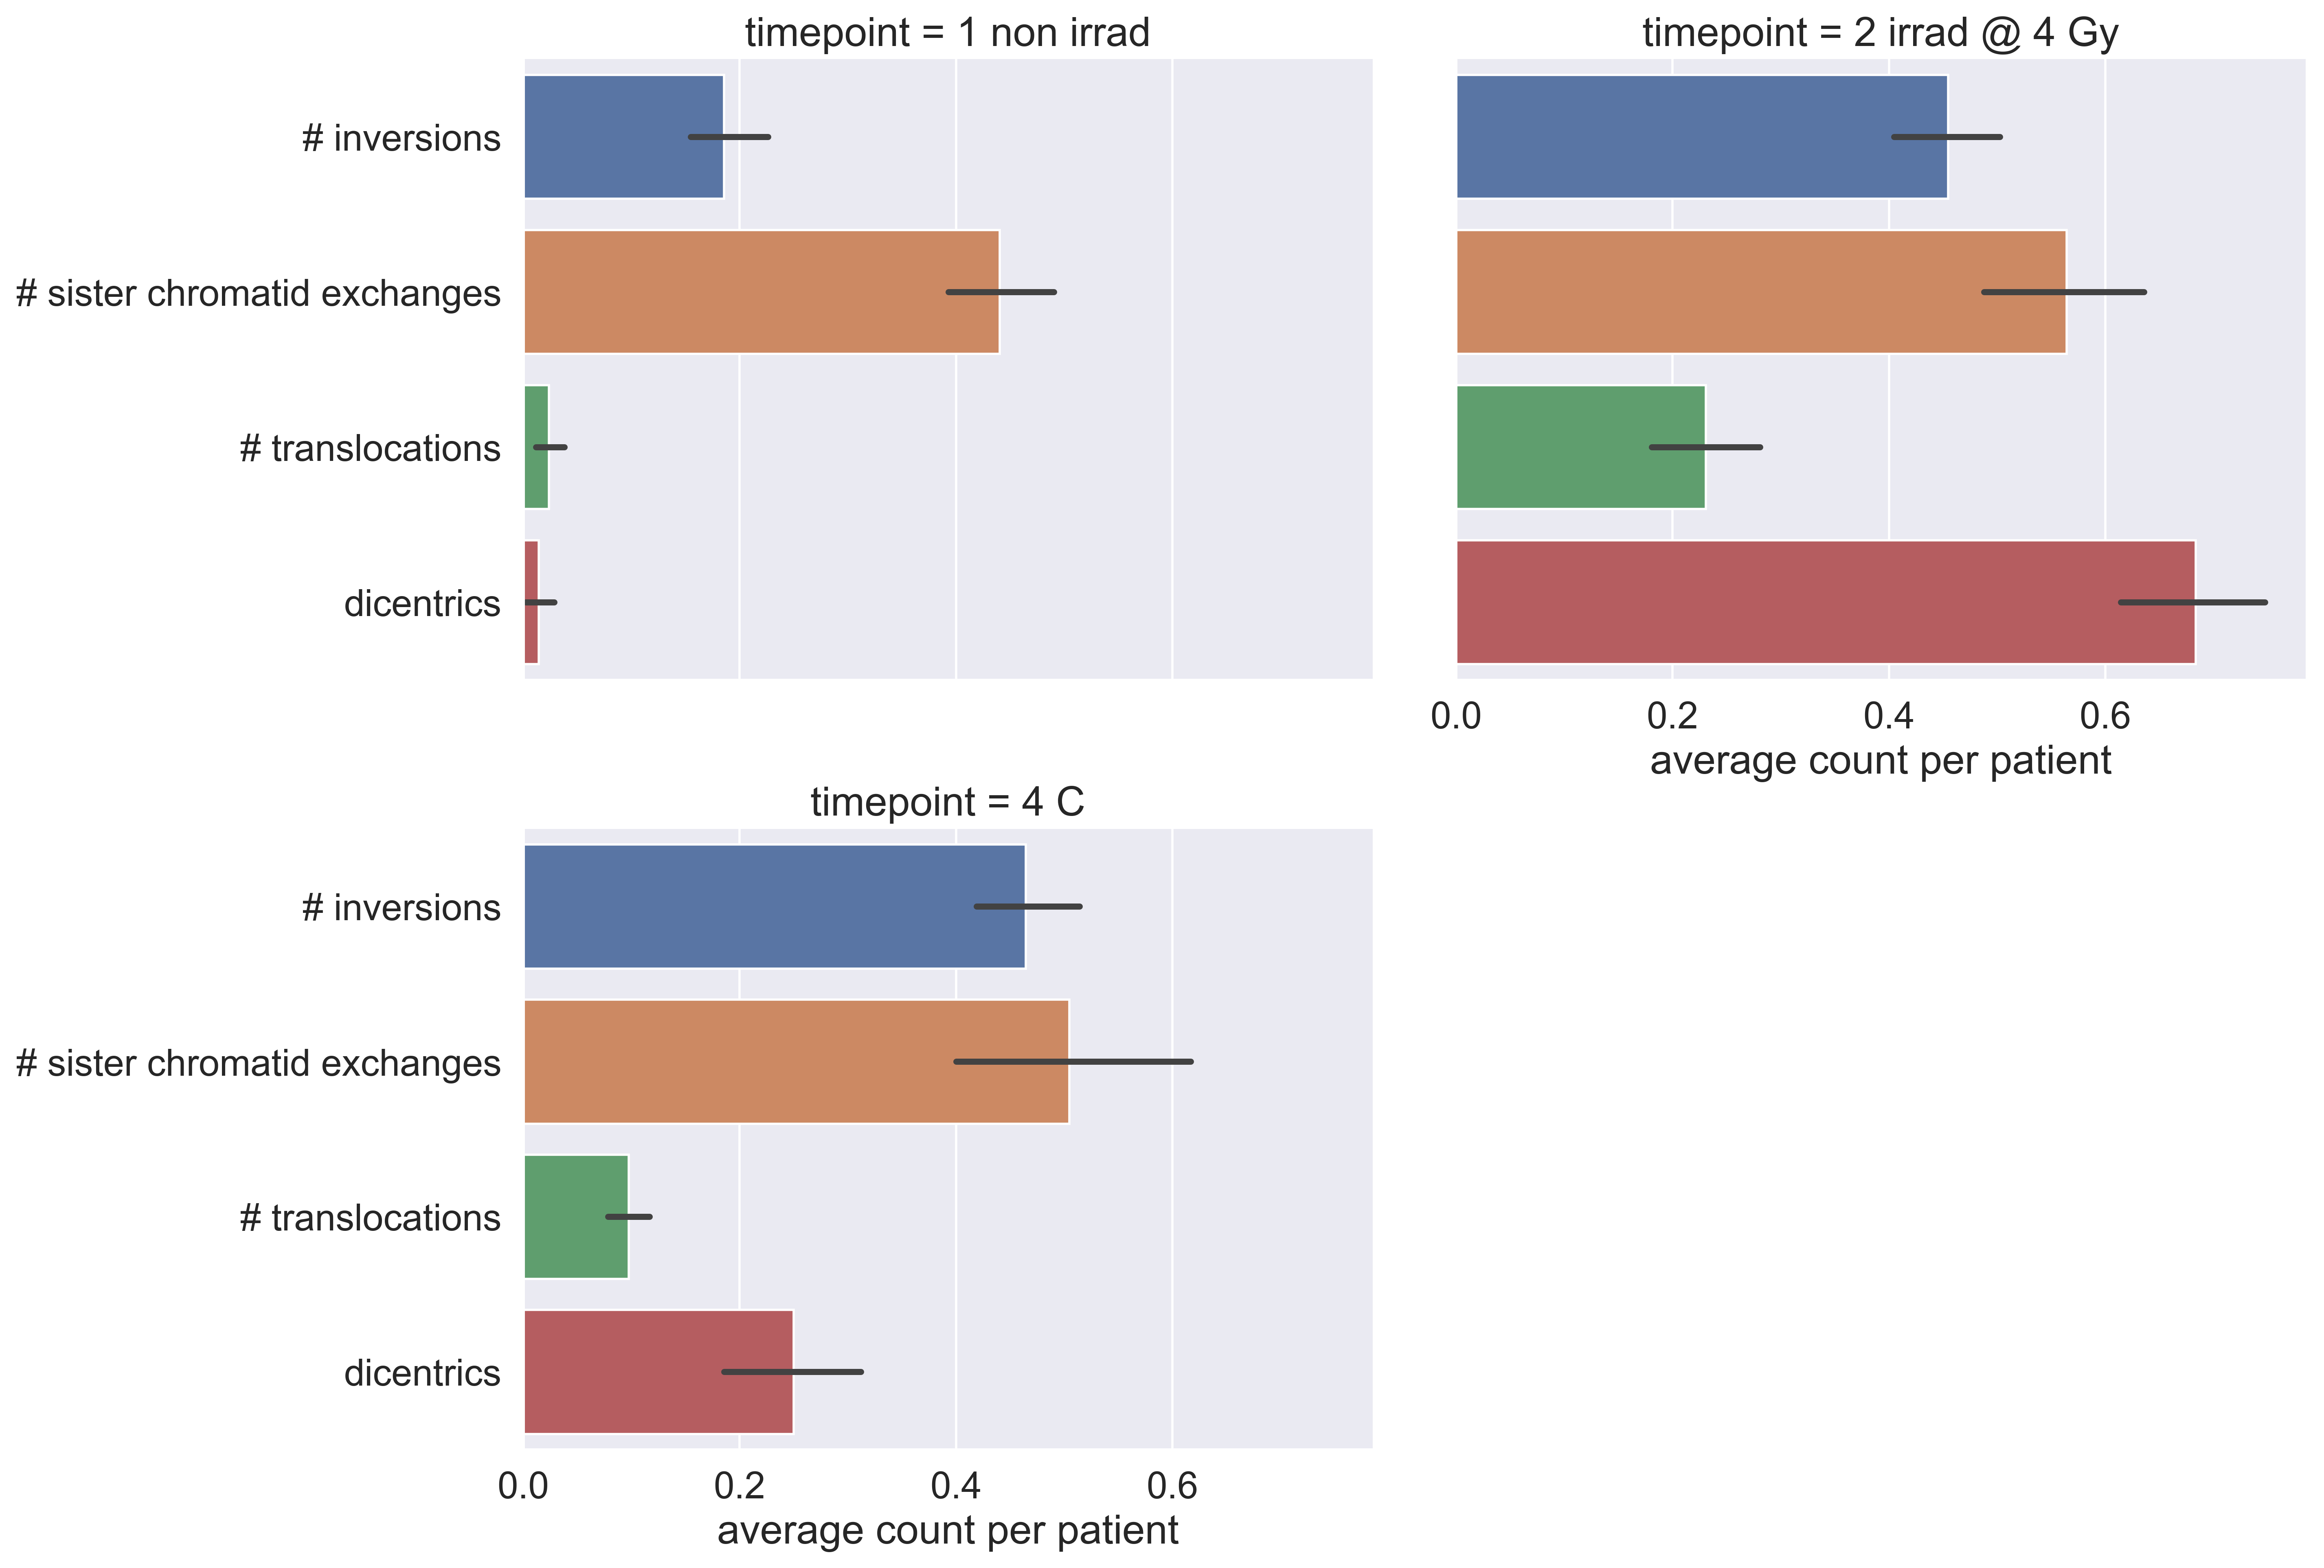 timepoint = 1 non irrad
# inversions
# sister chromatid exchanges
# translocations
dicentrics
timepoint = 2 irrad @ 4 Gy
0.0 0.2 0.4 0.6
average count per patient
timepoint = 4 C
# inversions
# sister chromatid exchanges
# translocations
dicentrics
0.0 0.2 0.4 0.6
average count per patient